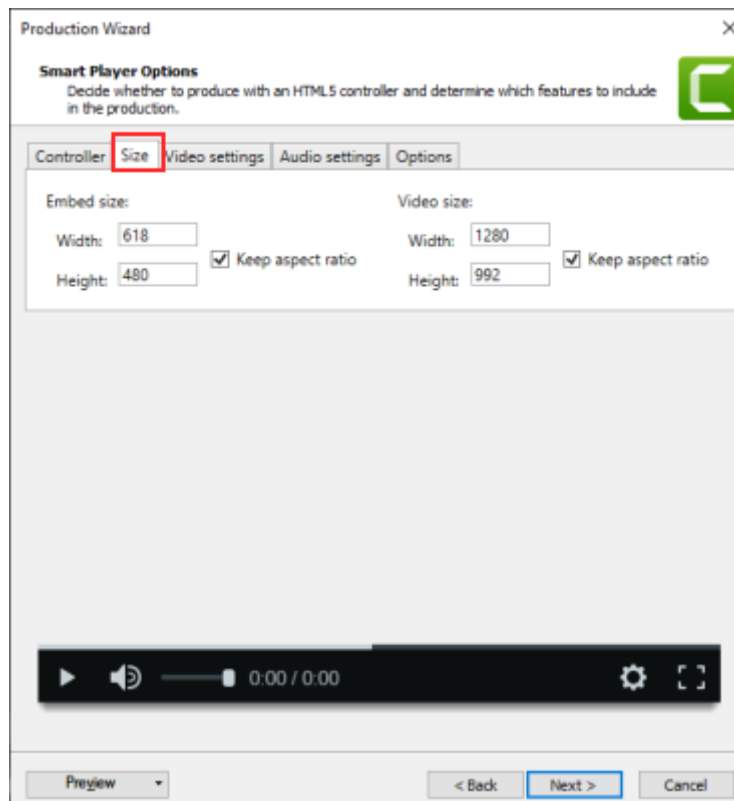 Production Wizard
Smart Player Options
Decide whether to produce with an HTML5 controller and determine which features to include
in the production.
Controller Size Video settings Audio settings Options
Embed size: Video size:
Width: 618 Width: 1280
Keep aspect ratio Keep aspect ratio
Height: 480 Height: 992
0:00 / 0:00
Preview < Back Next > Cancel